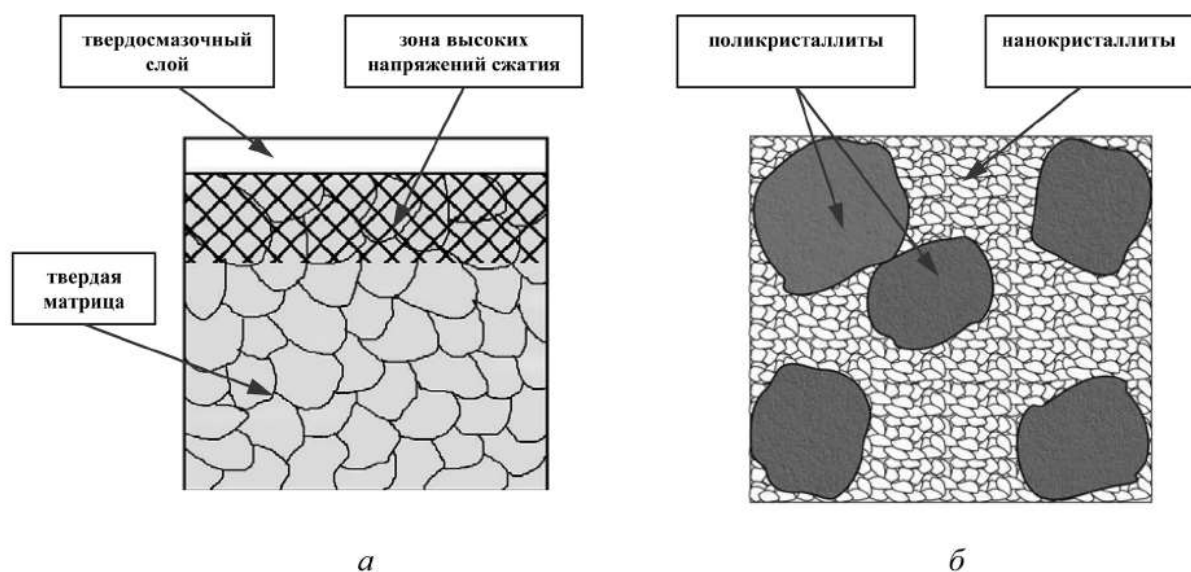 твердосмазочный
слой
зона высоких
напряжений сжатия
поликристаллиты
нанокристаллиты
твердая
матрица
а
б